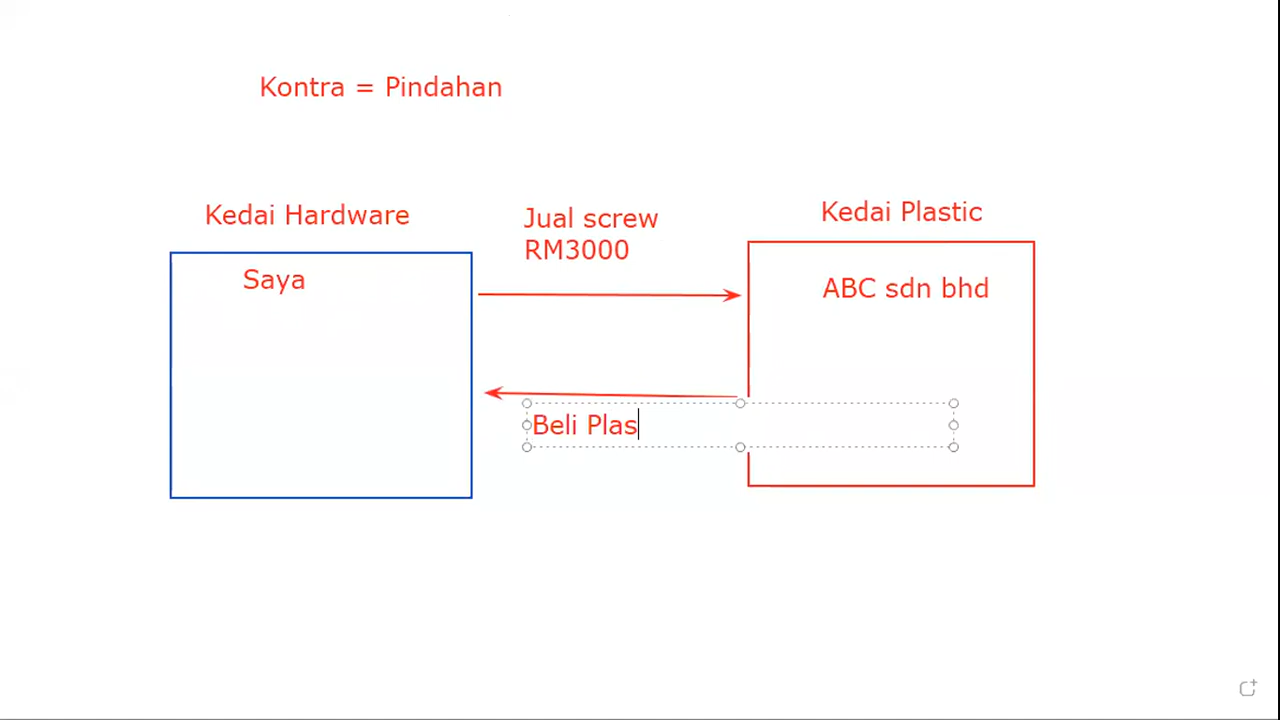 Kontra = Pindahan
Kedai Hardware
Jual screw
RM3000
Kedai Plastic
Saya
ABC sdn bhd
Beli Plas